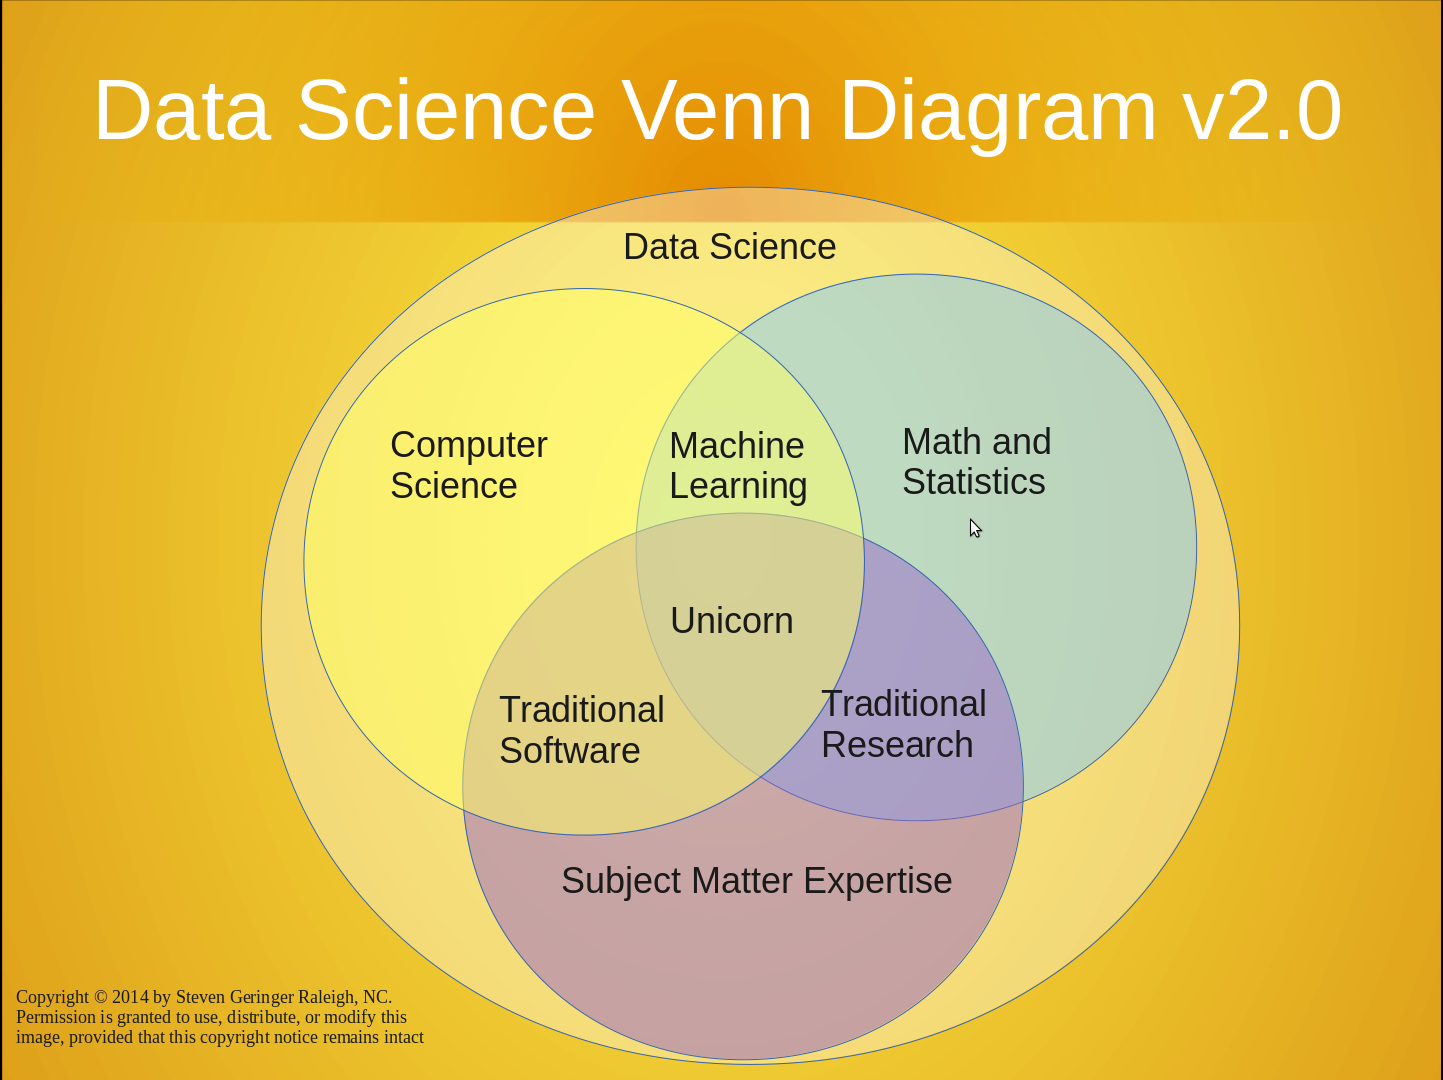 Data Science Venn Diagram v2.0
Data Science
Computer
Science
Machine
Learning
Math and
Statistics
Unicorn
Traditional
Software
Traditional
Research
Subject Matter Expertise
Copyright © 2014 by Steven Geringer Raleigh, NC.
Permission is granted to use, distribute, or modify this
image, provided that this copyright notice remains intact